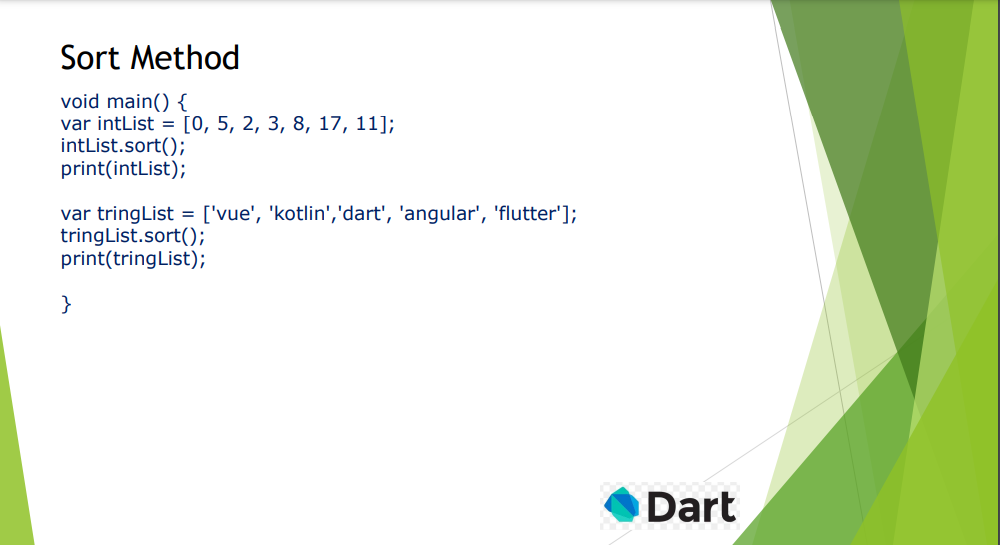 Sort Method
void main() {
var intList = [0, 5, 2, 3, 8, 17, 11];
intList.sort();
print(intList);
var tringList = ['vue', 'kotlin','dart', 'angular', 'flutter'];
tringList.sort();
print(tringList);
}
Dart